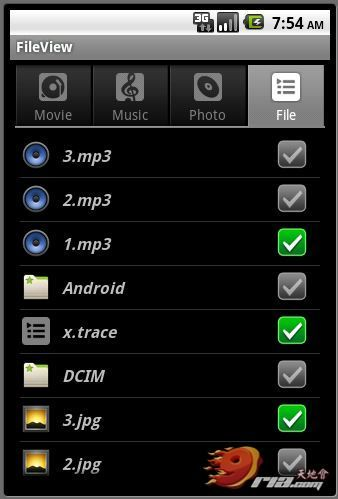 3G 7:54 AM
FileView
Movie Music Photo File
3.mp3
2.mp3
1.mp3
Android
x.trace
DCIM
3.jpg
2.jpg
天地會
9RIA.com